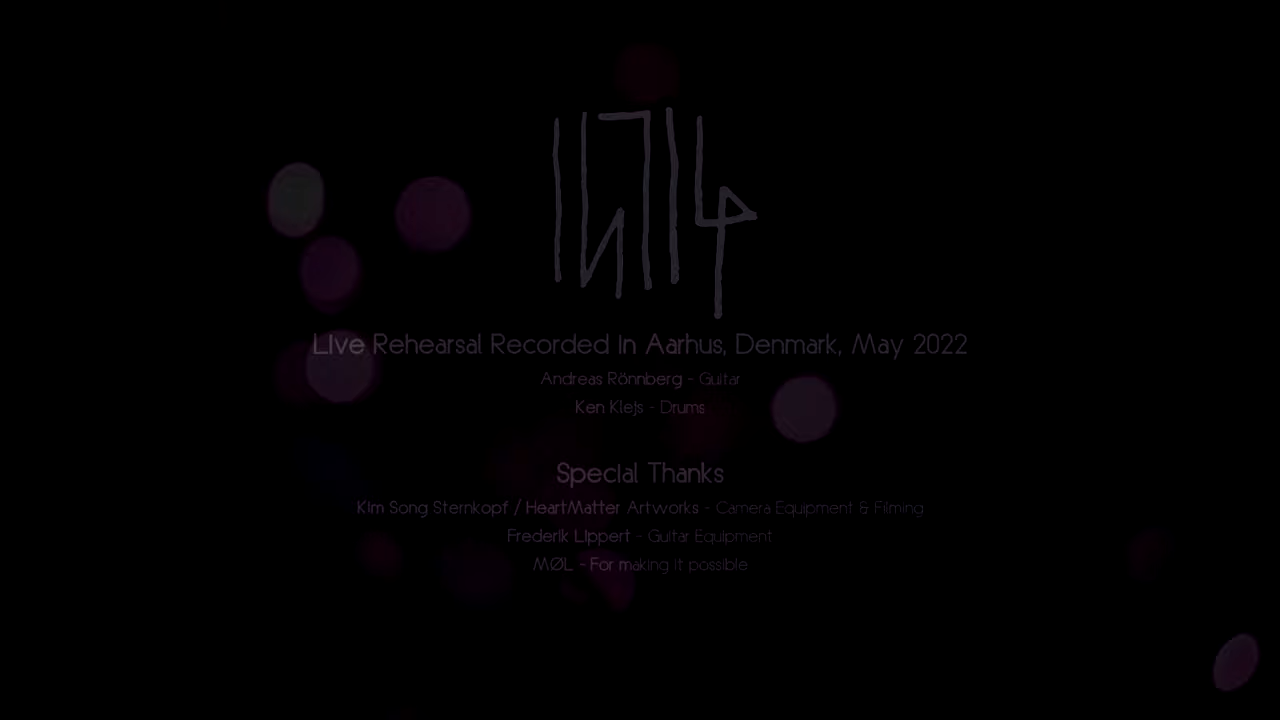 Live Rehearsal Recorded in Aarhus, Denmark, May 2022
Andreas Rönnberg - Guitar
Ken Klejs - Drums
Special Thanks
Kim Song Sternkopf / HeartMatter Artworks - Camera Equipment & Filming
Frederik Lippert - Guitar Equipment
MØL - For making it possible